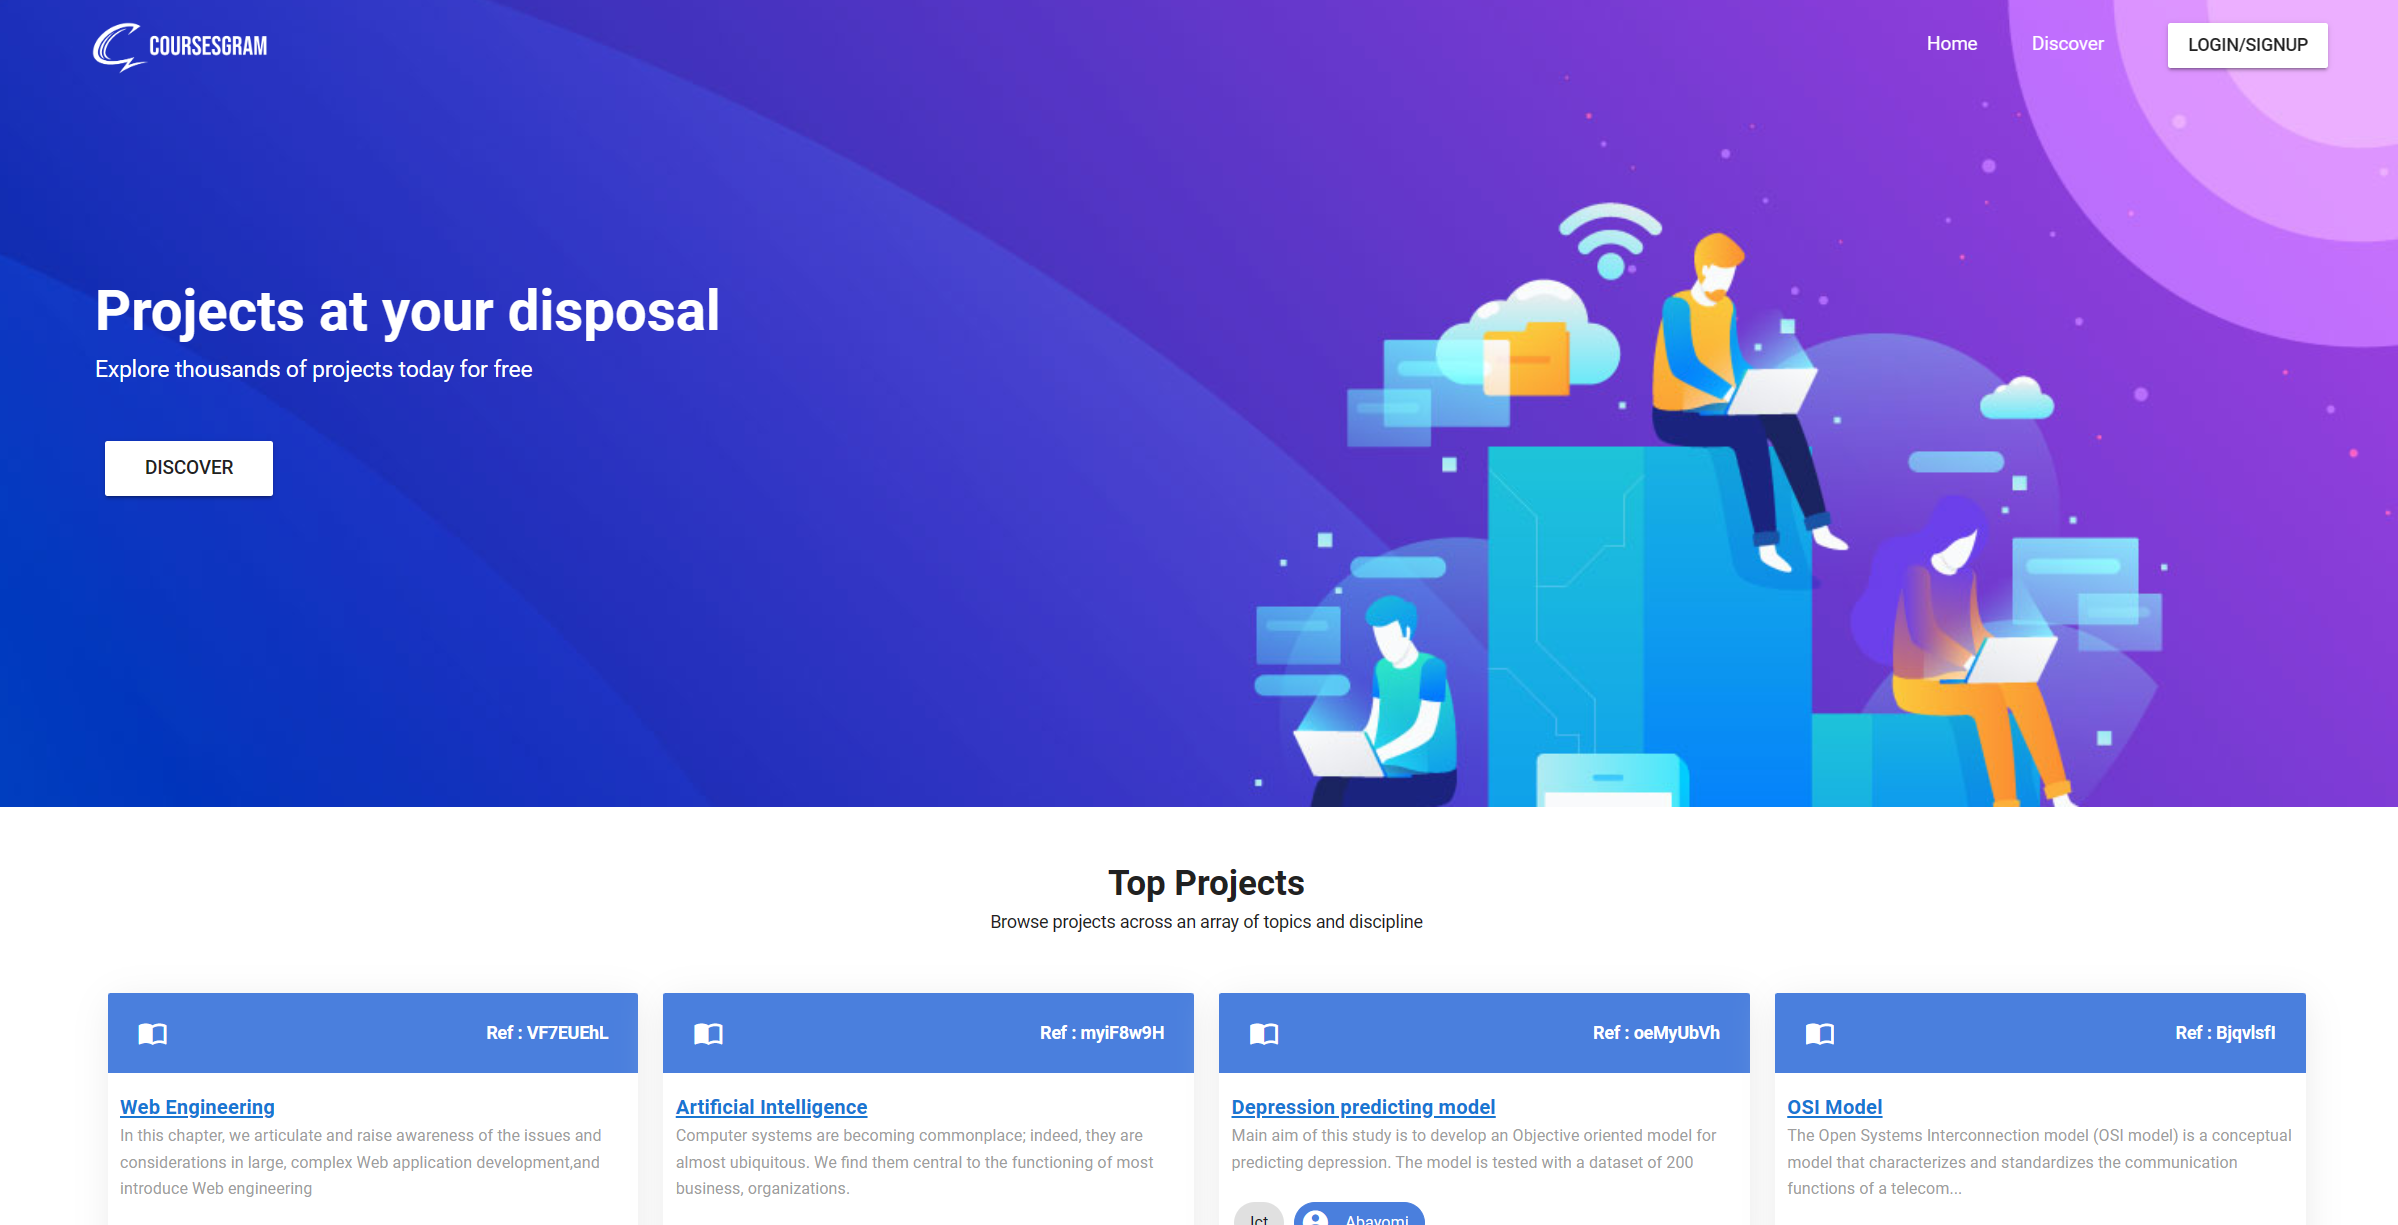 COURSESGRAM
Home
Discover
LOGIN/SIGNUP
Projects at your disposal
Explore thousands of projects today for free
DISCOVER
Top Projects
Browse projects across an array of topics and discipline
Ref : VF7EUEhL
Web Engineering
In this chapter, we articulate and raise awareness of the issues and
considerations in large, complex Web application development,and
introduce Web engineering
Ref : myiF8w9H
Artificial Intelligence
Computer systems are becoming commonplace; indeed, they are
almost ubiquitous. We find them central to the functioning of most
business, organizations.
Ref : oeMyUbVh
Depression predicting model
Main aim of this study is to develop an Objective oriented model for
predicting depression. The model is tested with a dataset of 200
Ict
Abayomi
Ref : BjqvlsfI
OSI Model
The Open Systems Interconnection model (OSI model) is a conceptual
model that characterizes and standardizes the communication
functions of a telecom...